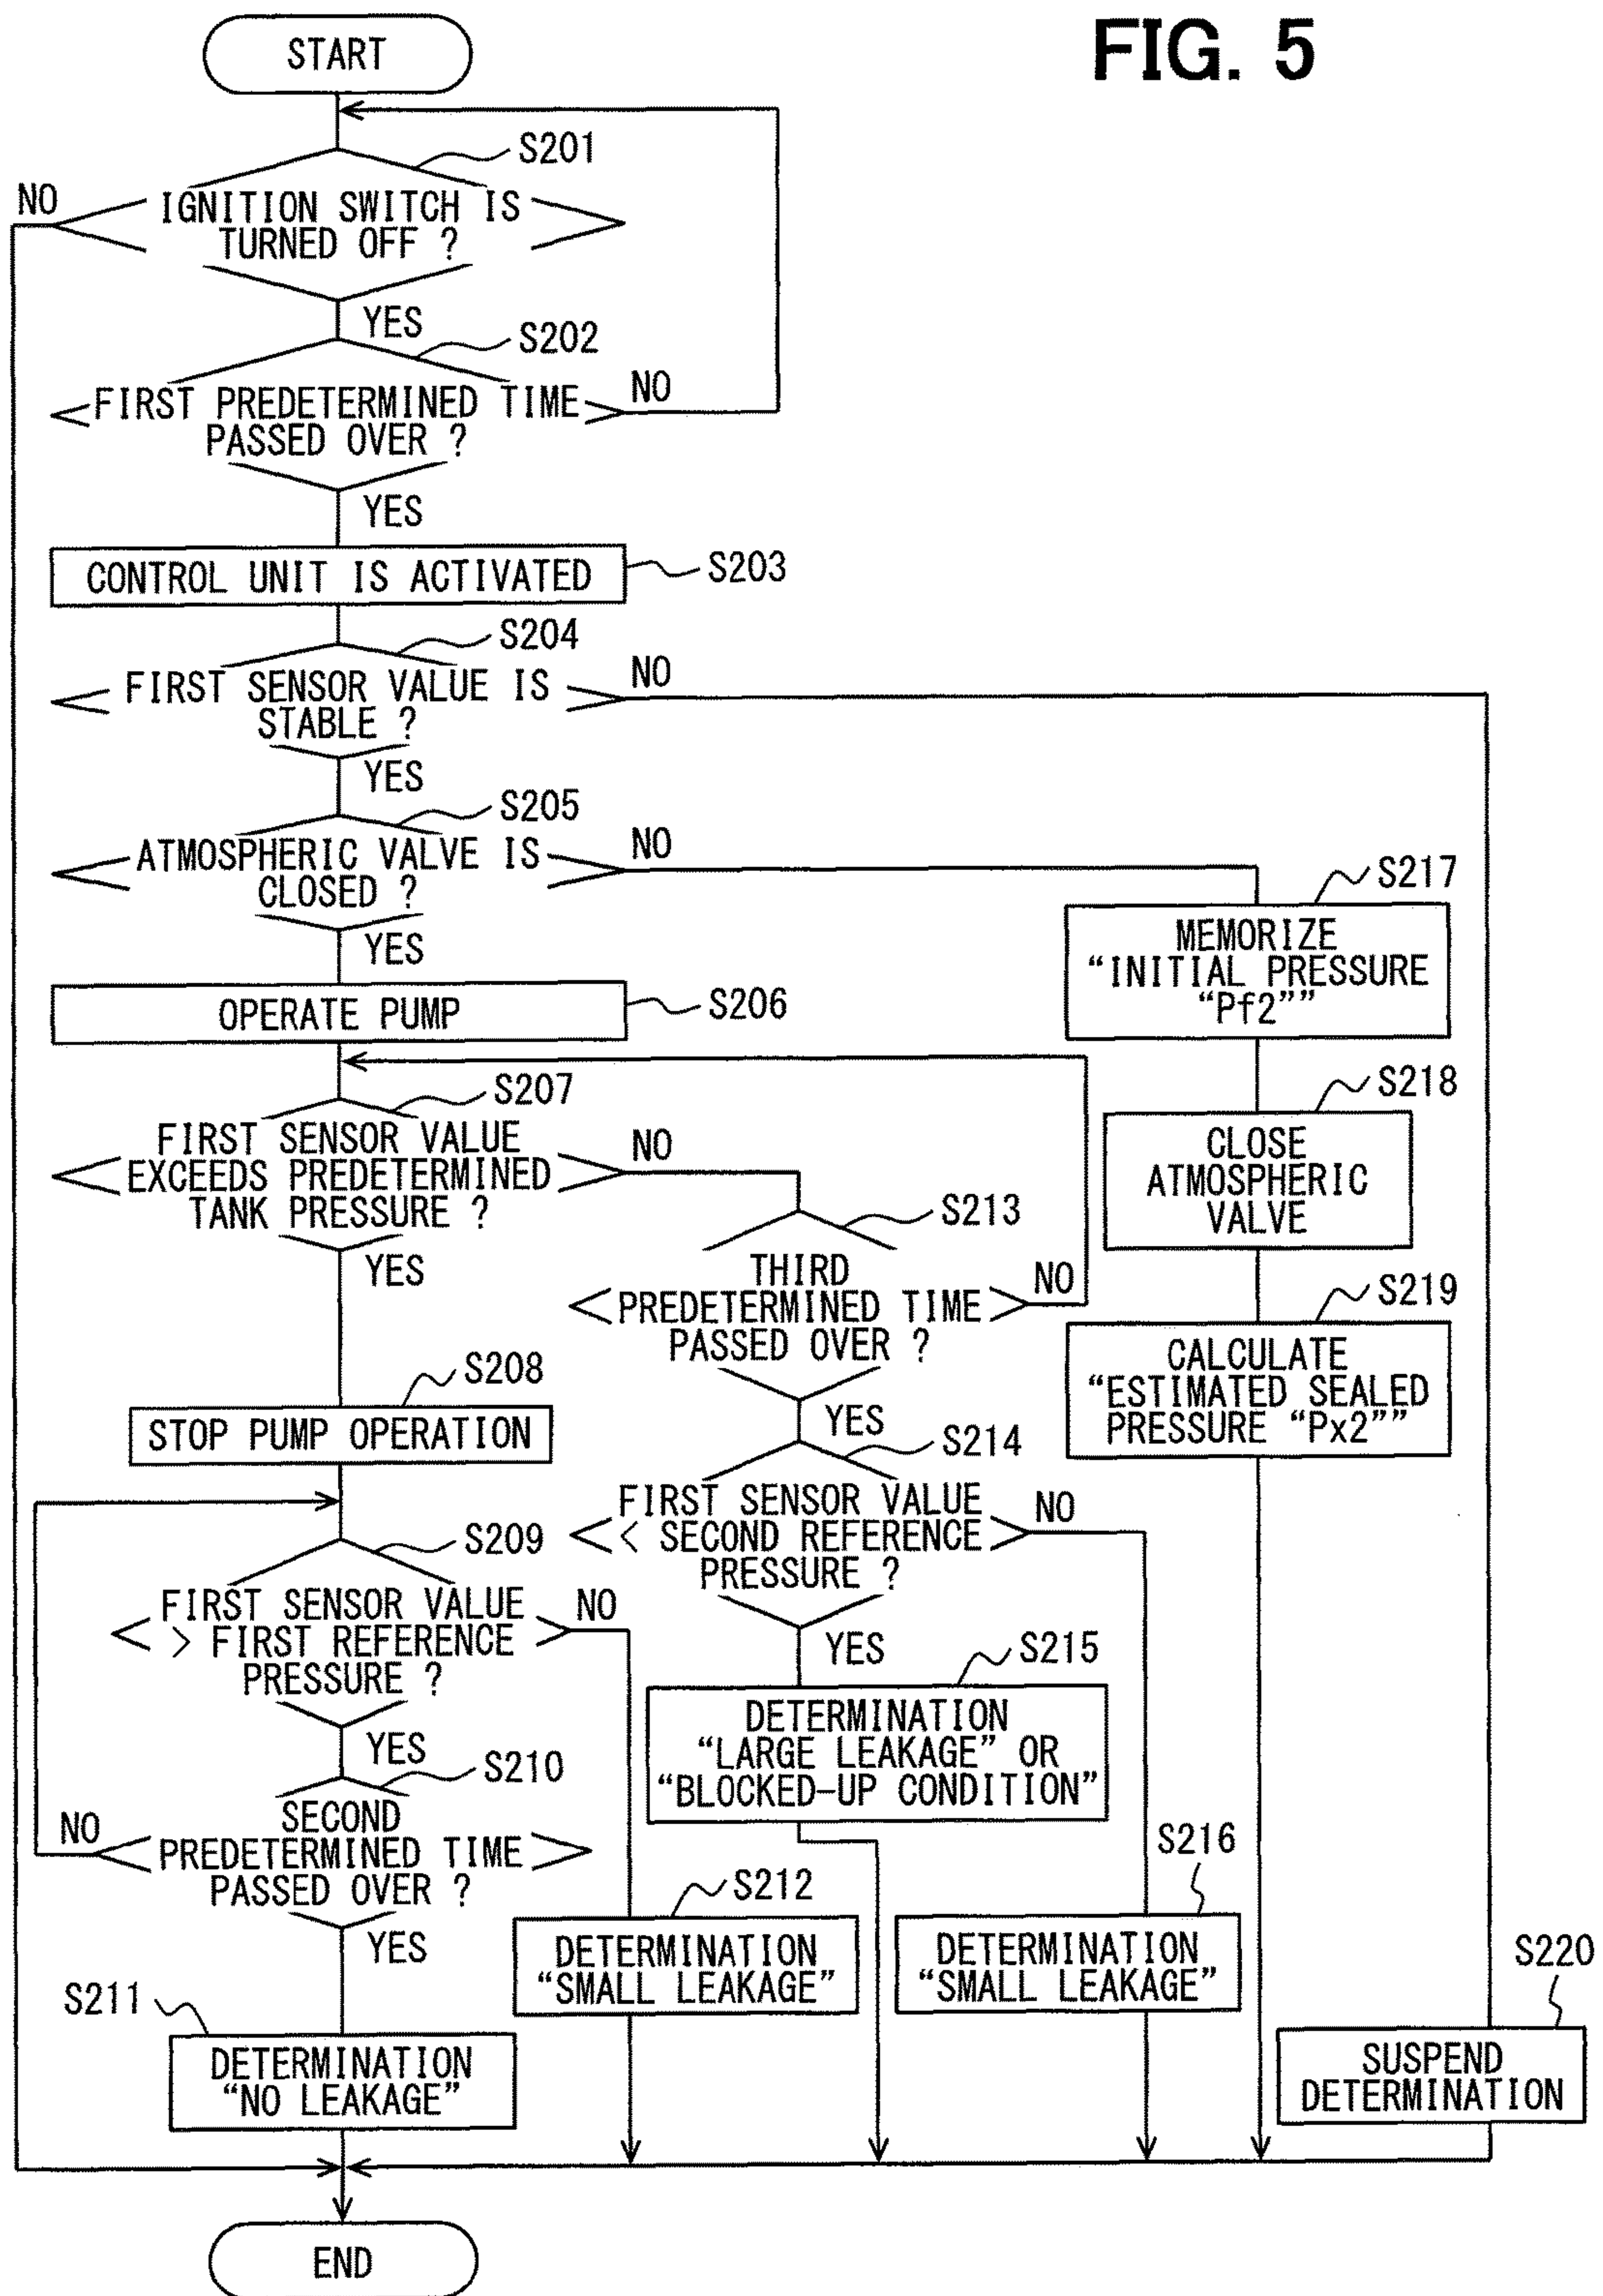 FIG. 5
START
S201
NO
IGNITION SWITCH IS
TURNED OFF ?
YES
S202
FIRST PREDETERMINED TIME
PASSED OVER ?
NO
YES
CONTROL UNIT IS ACTIVATED
S203
S204
FIRST SENSOR VALUE IS
STABLE ?
NO
YES
S205
ATMOSPHERIC VALVE IS
CLOSED ?
NO
YES
S217
MEMORIZE
“INITIAL PRESSURE
“Pf2””
OPERATE PUMP
S206
S207
FIRST SENSOR VALUE
EXCEEDS PREDETERMINED
TANK PRESSURE ?
NO
YES
S218
CLOSE
ATMOSPHERIC
VALVE
S213
THIRD
PREDETERMINED TIME
PASSED OVER ?
NO
YES
S219
CALCULATE
“ESTIMATED SEALED
PRESSURE “Px2””
S208
STOP PUMP OPERATION
S214
FIRST SENSOR VALUE
< SECOND REFERENCE
PRESSURE ?
NO
YES
S209
FIRST SENSOR VALUE
> FIRST REFERENCE
PRESSURE ?
NO
YES
S215
DETERMINATION
“LARGE LEAKAGE” OR
“BLOCKED-UP CONDITION”
S210
SECOND
PREDETERMINED TIME
PASSED OVER ?
NO
YES
S212
DETERMINATION
“SMALL LEAKAGE”
S216
DETERMINATION
“SMALL LEAKAGE”
S211
DETERMINATION
“NO LEAKAGE”
S220
SUSPEND
DETERMINATION
END